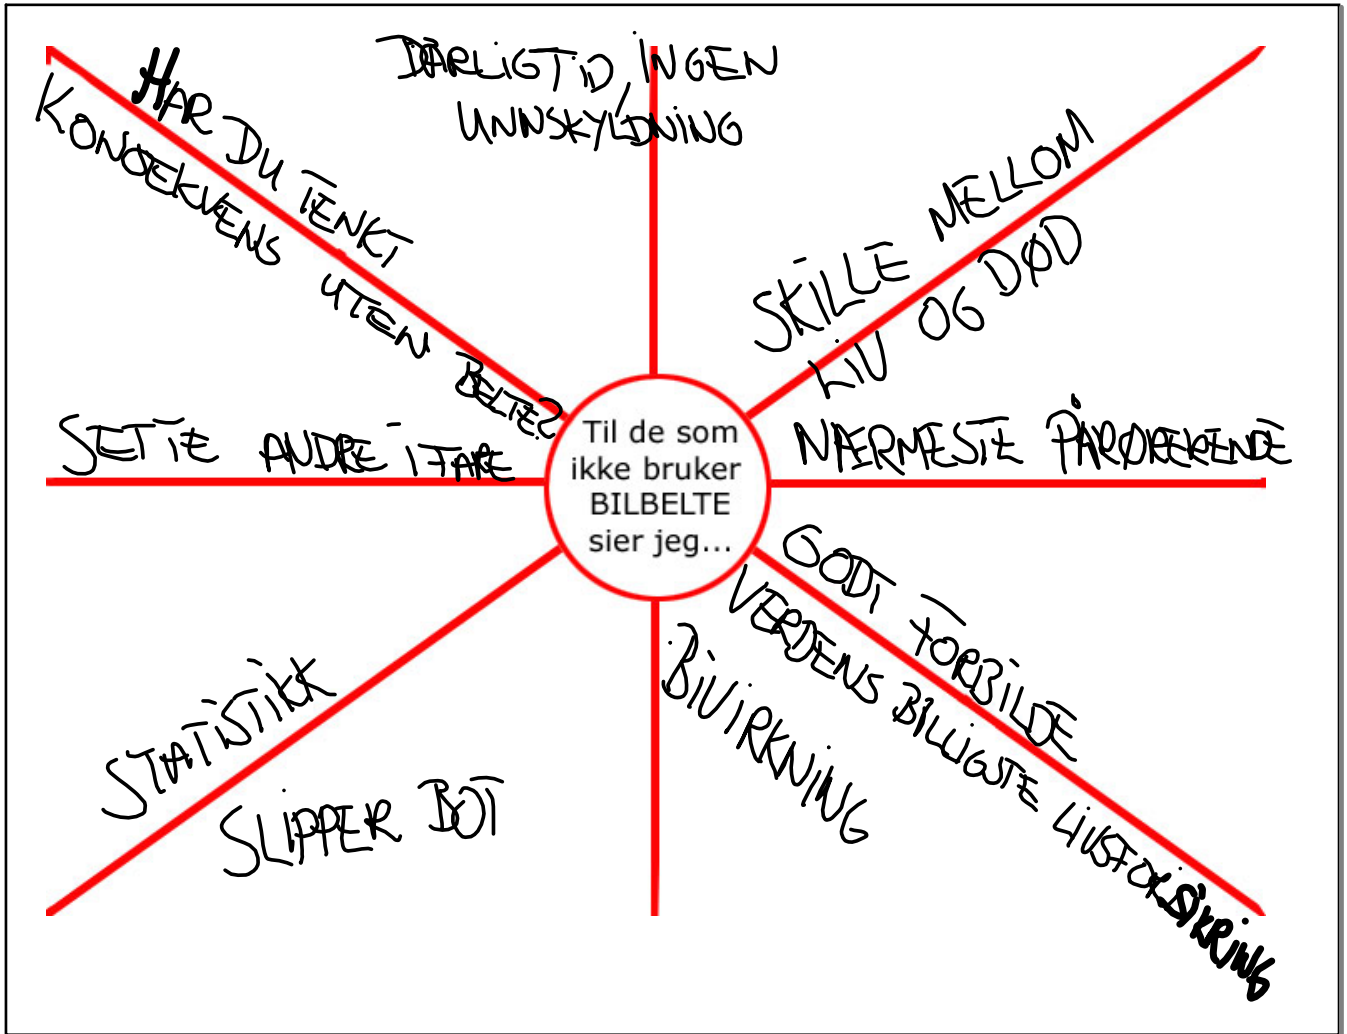 DÅRLIG TID, INGEN
UNNSKYLDNING
HAR DU TENKT
KONSEKVENS UTEN BELTE?
SKILLE MELLOM
LIV OG DØD
SETTE ANDRE I FARE
NÆRMESTE PÅRØRERENDE
Til de som
ikke bruker
BILBELTE
sier jeg...
GODT FORBILDE
VERDENS BILLIGSTE LIVSFORSIKRING
BIVIRKNING
STATISTIKK
SLIPPER BOT